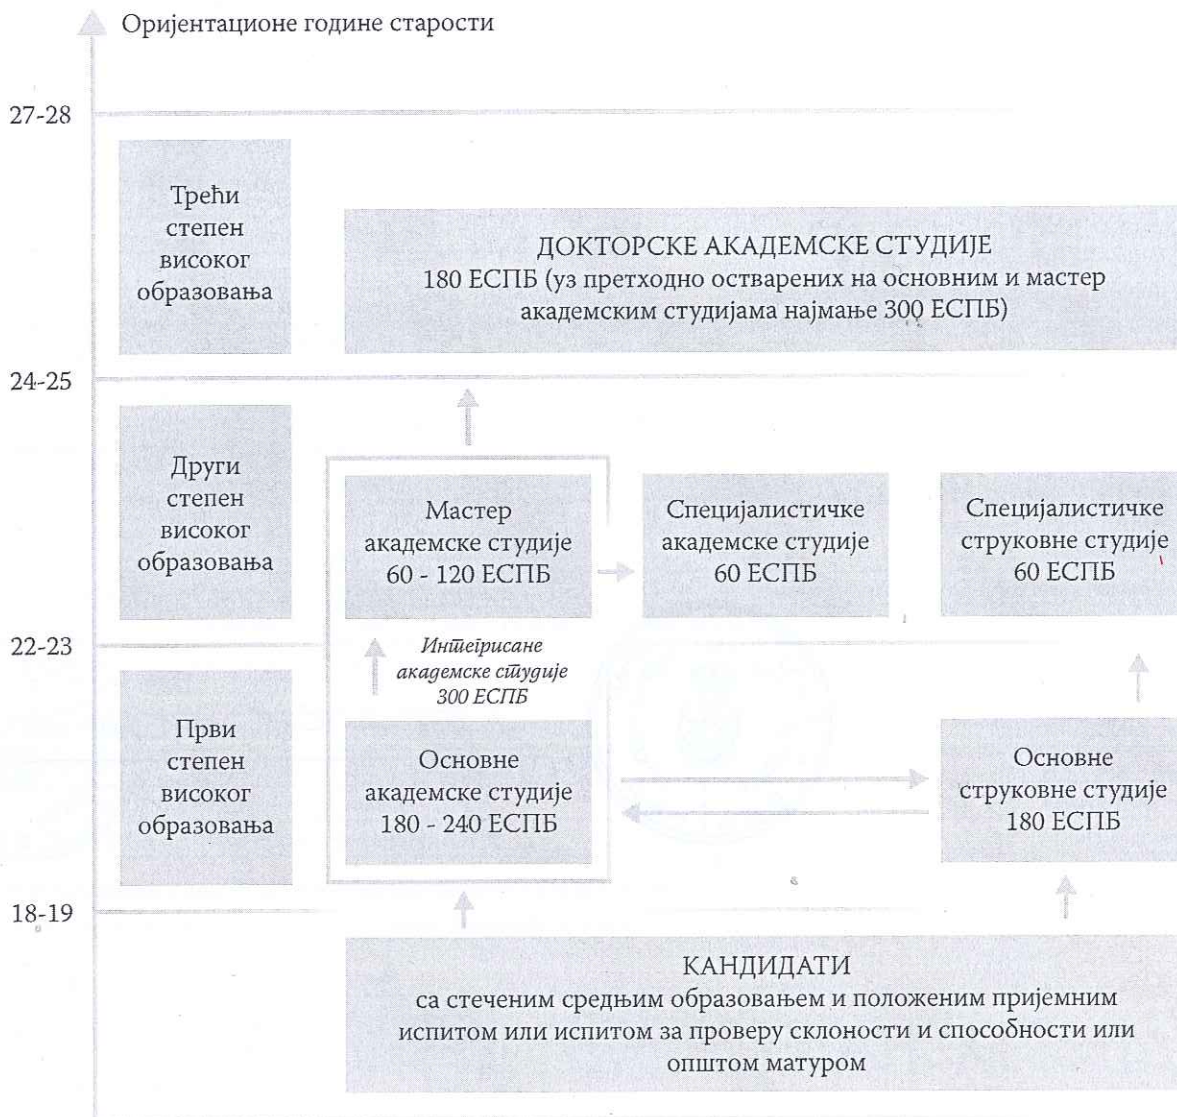 Оријентационе године старости
27-28
Трећи
степен
високог
образовања
ДОКТОРСКЕ АКАДЕМСКЕ СТУДИЈЕ
180 ЕСПБ (уз претходно остварених на основним и мастер
академским студијама најмање 300 ЕСПБ)
24-25
Други
степен
високог
образовања
Мастер
академске студије
60 - 120 ЕСПБ
Специјалистичке
академске студије
60 ЕСПБ
Специјалистичке
струковне студије
60 ЕСПБ
22-23
Интегрисане
академске студије
300 ЕСПБ
Први
степен
високог
образовања
Основне
академске студије
180 - 240 ЕСПБ
Основне
струковне студије
180 ЕСПБ
18-19
КАНДИДАТИ
са стеченим средњим образовањем и положеним пријемним
испитом или испитом за проверу склоности и способности или
општом матуром